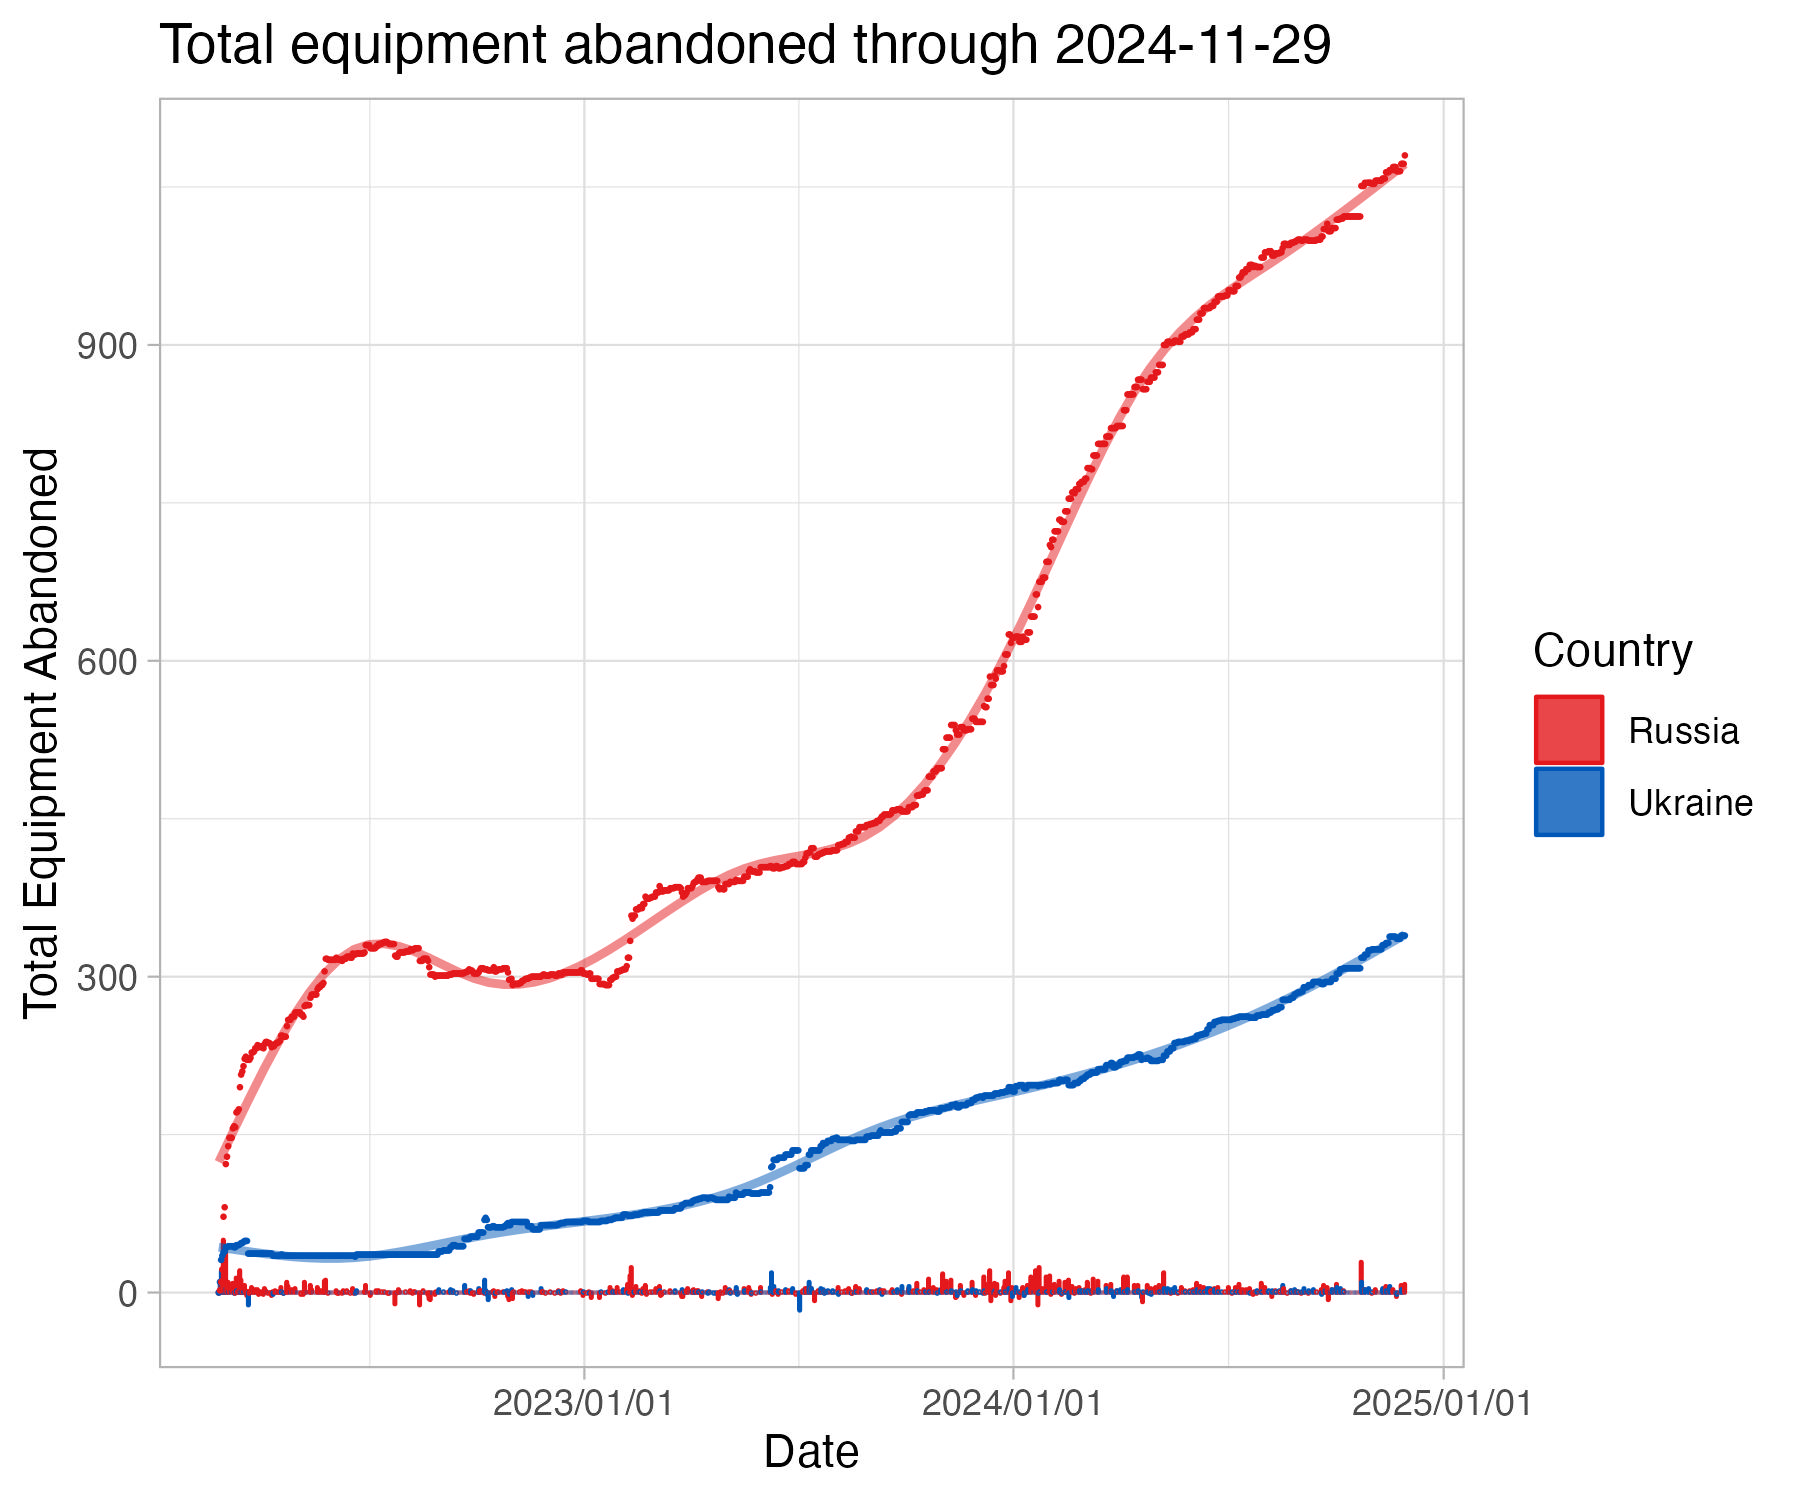 Total equipment abandoned through 2024-11-29
Total Equipment Abandoned
900
600
300
0
2023/01/01
2024/01/01
2025/01/01
Date
Country
Russia
Ukraine